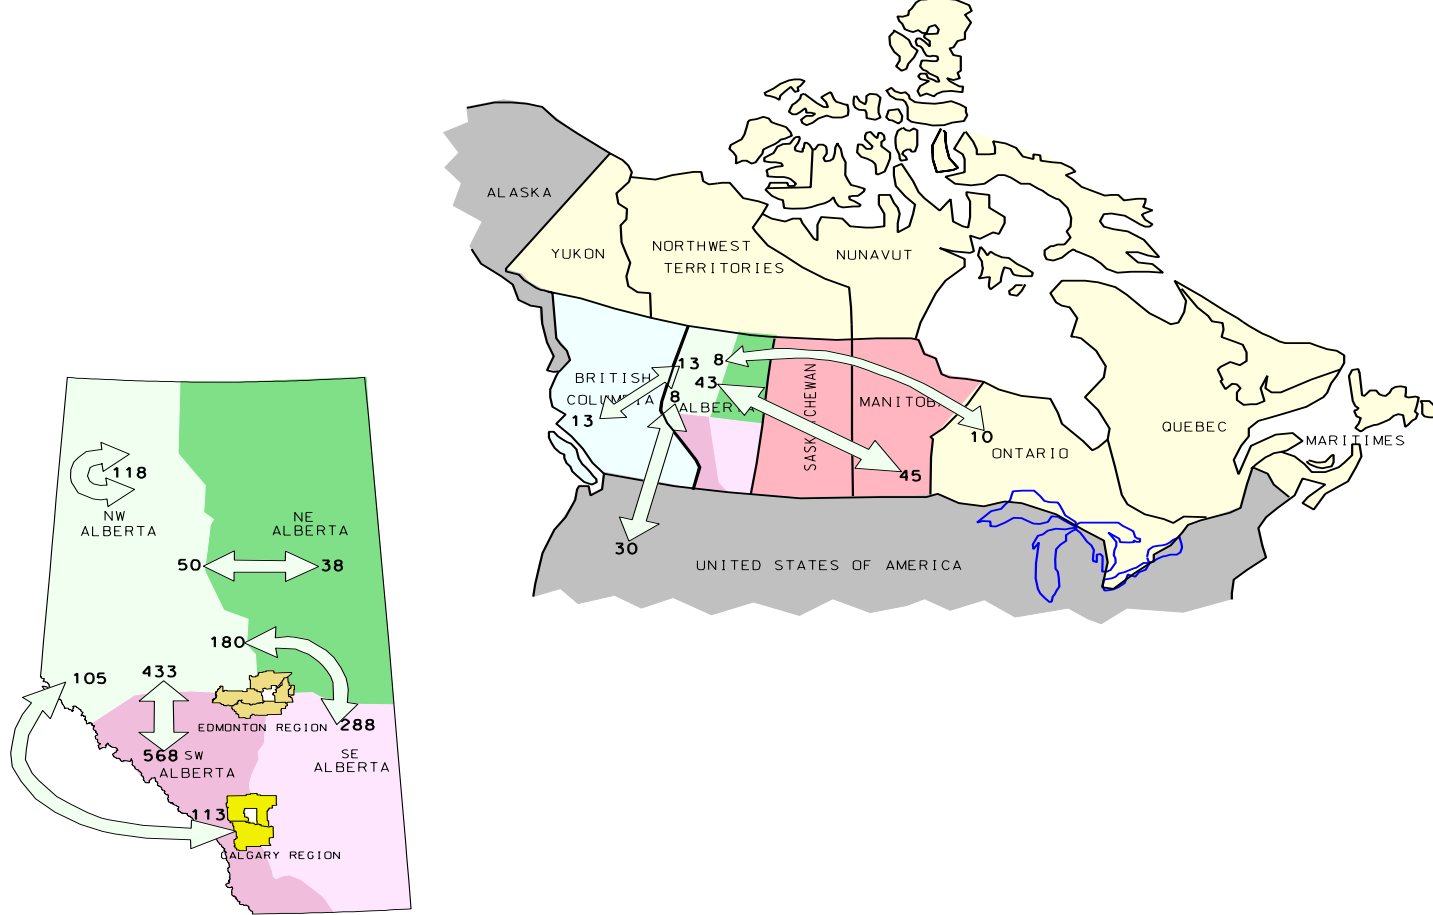 ALASKA
YUKON
NORTHWEST
TERRITORIES
NUNAVUT
13 8
BRITISH
43
COLUMBIA
8
ALBERTA
SASKATCHEWAN
MANITOBA
13
10
QUEBEC
MARITIMES
ONTARIO
45
30
UNITED STATES OF AMERICA
118
NW
ALBERTA
NE
ALBERTA
50
38
180
433
105
288
EDMONTON REGION
568 SW
ALBERTA
SE
ALBERTA
113
CALGARY REGION